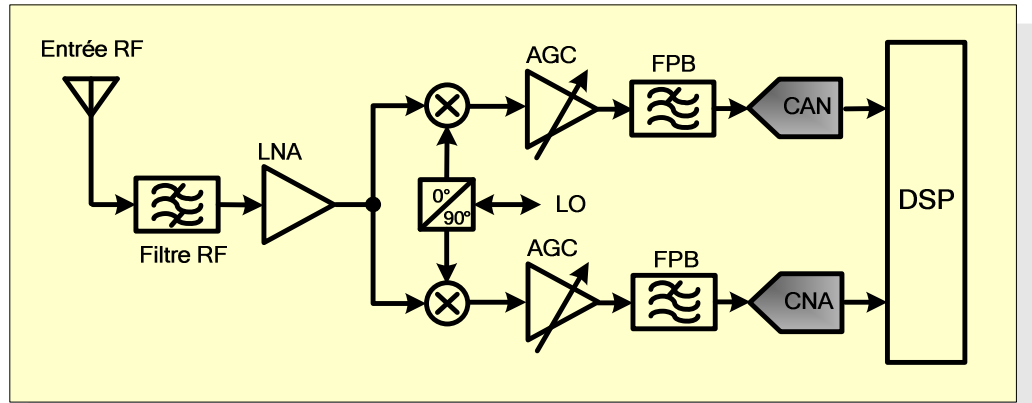 Entrée RF
Filtre RF
LNA
0°
90°
LO
AGC
FPB
CAN
AGC
FPB
CNA
DSP